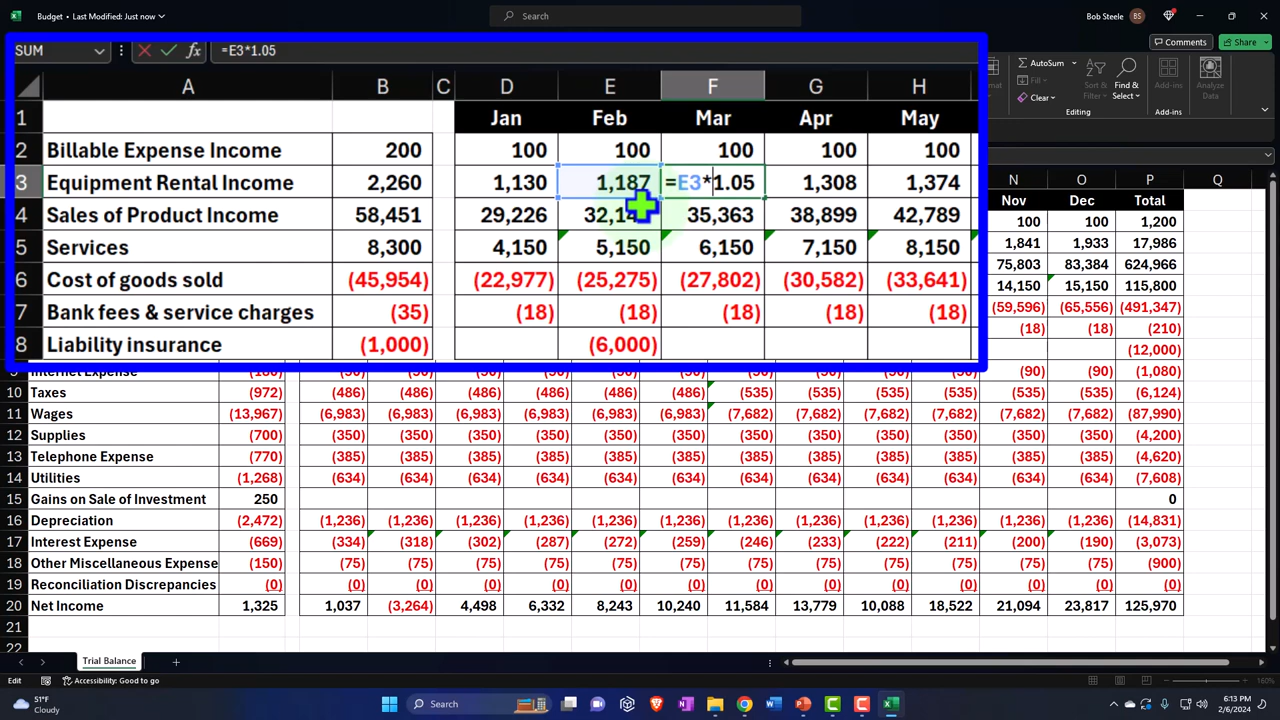 Budget • Last Modified: Just now
Search
Bob Steele BS
Comments Share
SUM =E3*1.05
AutoSum
Fill
Clear
Sort & Filter
Find & Select
Add-ins
Analyze Data
Editing
Add-ins
A B C D E F G H
1 Jan Feb Mar Apr May
2 Billable Expense Income 200 100 100 100 100 100
3 Equipment Rental Income 2,260 1,130 1,187 =E3*1.05 1,308 1,374
4 Sales of Product Income 58,451 29,226 35,363 38,899 42,789
5 Services 8,300 4,150 5,150 6,150 7,150 8,150
6 Cost of goods sold (45,954) (22,977) (25,275) (27,802) (30,582) (33,641)
7 Bank fees & service charges (35) (18) (18) (18) (18) (18)
8 Liability insurance (1,000) (6,000)
N O P Q
Nov Dec Total
100 100 1,200
1,841 1,933 17,986
75,803 83,384 624,966
14,150 15,150 115,800
(59,596) (65,556) (491,347)
(18) (18) (210)
(12,000)
Internet Expense (180) (90) (90) (90) (90) (90) (90) (90) (90) (90) (90) (90) (90) (1,080)
10 Taxes (972) (486) (486) (486) (486) (486) (486) (535) (535) (535) (535) (535) (535) (6,124)
11 Wages (13,967) (6,983) (6,983) (6,983) (6,983) (6,983) (6,983) (7,682) (7,682) (7,682) (7,682) (7,682) (7,682) (87,990)
12 Supplies (700) (350) (350) (350) (350) (350) (350) (350) (350) (350) (350) (350) (350) (4,200)
13 Telephone Expense (770) (385) (385) (385) (385) (385) (385) (385) (385) (385) (385) (385) (385) (4,620)
14 Utilities (1,268) (634) (634) (634) (634) (634) (634) (634) (634) (634) (634) (634) (634) (7,608)
15 Gains on Sale of Investment 250 0
16 Depreciation (2,472) (1,236) (1,236) (1,236) (1,236) (1,236) (1,236) (1,236) (1,236) (1,236) (1,236) (1,236) (1,236) (14,831)
17 Interest Expense (669) (334) (318) (302) (287) (272) (259) (246) (233) (222) (211) (200) (190) (3,073)
18 Other Miscellaneous Expense (150) (75) (75) (75) (75) (75) (75) (75) (75) (75) (75) (75) (75) (900)
19 Reconciliation Discrepancies (0) (0) (0) (0) (0) (0) (0) (0) (0) (0) (0) (0) (0) (0)
20 Net Income 1,325 1,037 (3,264) 4,498 6,332 8,243 10,240 11,584 13,779 10,088 18,522 21,094 23,817 125,970
21
22
Trial Balance
Edit Accessibility: Good to go 160%
51°F
Cloudy
Search
6:13 PM
2/6/2024